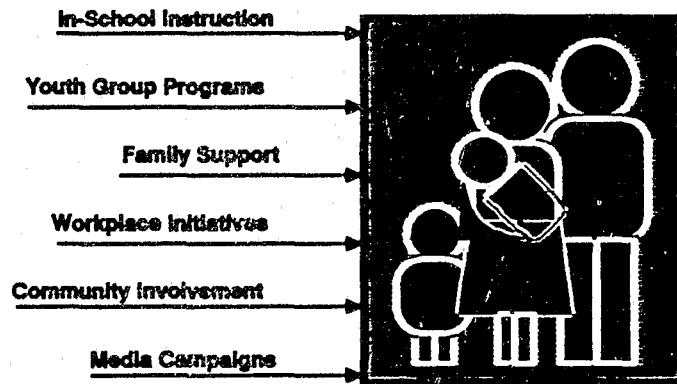 In-School Instruction
Youth Group Programs
Family Support
Workplace Initiatives
Community Involvement
Media Campaigns